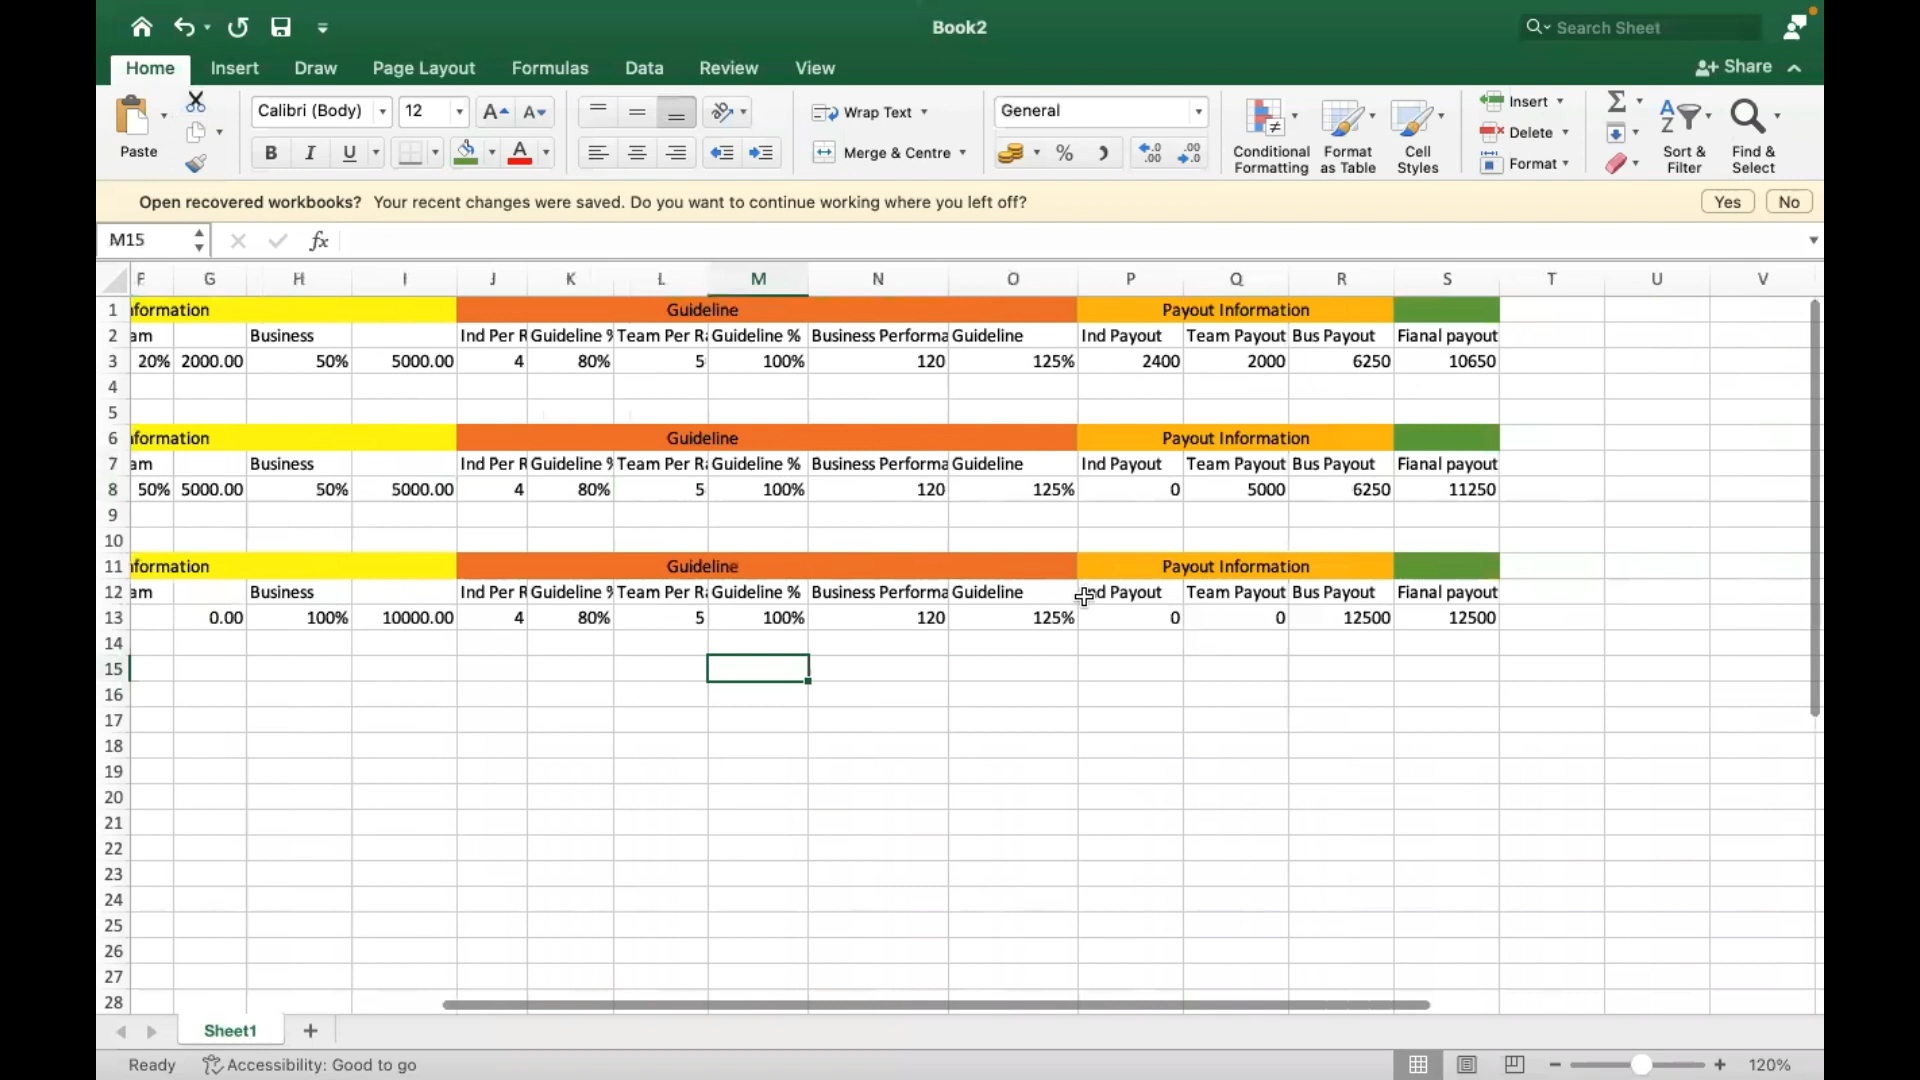 Book2
Search Sheet
Home Insert Draw Page Layout Formulas Data Review View Share
Paste Calibri (Body) 12 Wrap Text General Insert
B I U Merge & Centre % Conditional Formatting Format as Table Cell Styles Delete Format Sort & Filter Find & Select
Open recovered workbooks? Your recent changes were saved. Do you want to continue working where you left off? Yes No
M15 fx
F G H I J K L M N O P Q R S T U V
1 nformation Guideline Payout Information
2 am Business Ind Per R Guideline % Team Per Ra Guideline % Business Performa Guideline Ind Payout Team Payout Bus Payout Fianal payout
3 20% 2000.00 50% 5000.00 4 80% 5 100% 120 125% 2400 2000 6250 10650
4
5
6 nformation Guideline Payout Information
7 am Business Ind Per R Guideline % Team Per Ra Guideline % Business Performa Guideline Ind Payout Team Payout Bus Payout Fianal payout
8 50% 5000.00 50% 5000.00 4 80% 5 100% 120 125% 0 5000 6250 11250
9
10
11 nformation Guideline Payout Information
12 am Business Ind Per R Guideline % Team Per Ra Guideline % Business Performa Guideline Ind Payout Team Payout Bus Payout Fianal payout
13 0.00 100% 10000.00 4 80% 5 100% 120 125% 0 0 12500 12500
14
15
16
17
18
19
20
21
22
23
24
25
26
27
28
Sheet1
Ready Accessibility: Good to go 120%